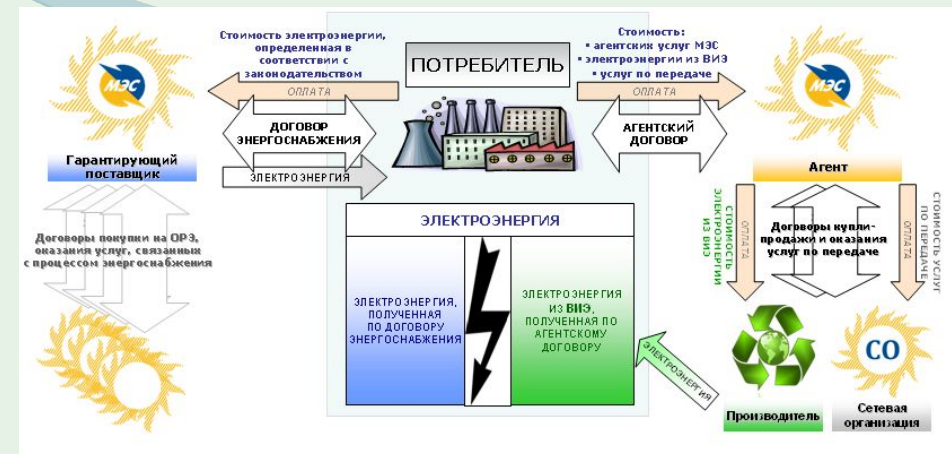 Стоимость электроэнергии,
определенная в
соответствии с
законодательством
ОПЛАТА
ДОГОВОР
ЭНЕРГОСНАБЖЕНИЯ
ЭЛЕКТРОЭНЕРГИЯ
МЭС
Гарантирующий
поставщик
Договоры покупки на ОРЭ,
оказания услуг, связанных
с процессом энергоснабжения
ПОТРЕБИТЕЛЬ
Стоимость:
• агентских услуг МЭС
• электроэнергии из ВИЭ
• услуг по передаче
ОПЛАТА
АГЕНТСКИЙ
ДОГОВОР
МЭС
Агент
ЭЛЕКТРОЭНЕРГИЯ
ЭЛЕКТРОЭНЕРГИЯ,
ПОЛУЧЕННАЯ
ПО ДОГОВОРУ
ЭНЕРГОСНАБЖЕНИЯ
ЭЛЕКТРОЭНЕРГИЯ
ИЗ ВИЭ,
ПОЛУЧЕННАЯ ПО
АГЕНТСКОМУ
ДОГОВОРУ
СТОИМОСТЬ
ЭЛЕКТРОЭНЕРГИИ
ИЗ ВИЭ
ОПЛАТА
Договоры купли-
продажи и оказания
услуг по передаче
ОПЛАТА
СТОИМОСТЬ УСЛУГ
ПО ПЕРЕДАЧЕ
ЭЛЕКТРОЭНЕРГИЯ
Производитель
СО
Сетевая
организация